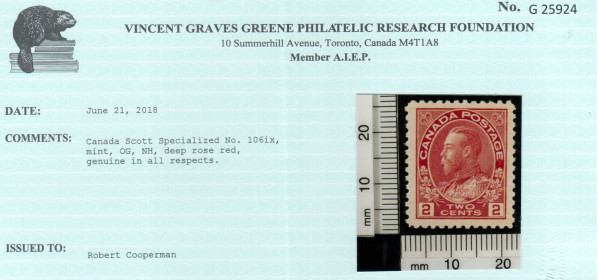 No. G 25924
VINCENT GRAVES GREENE PHILATELIC RESEARCH FOUNDATION
10 Summerhill Avenue, Toronto, Canada M4T1A8
Member A.I.E.P.
DATE: June 21, 2018
COMMENTS: Canada Scott Specialized No. 106ix,
mint, OG, NH, deep rose red,
genuine in all respects.
CANADA POSTAGE
2 TWO CENTS 2
mm 10 20
mm 10 20
ISSUED TO: Robert Cooperman